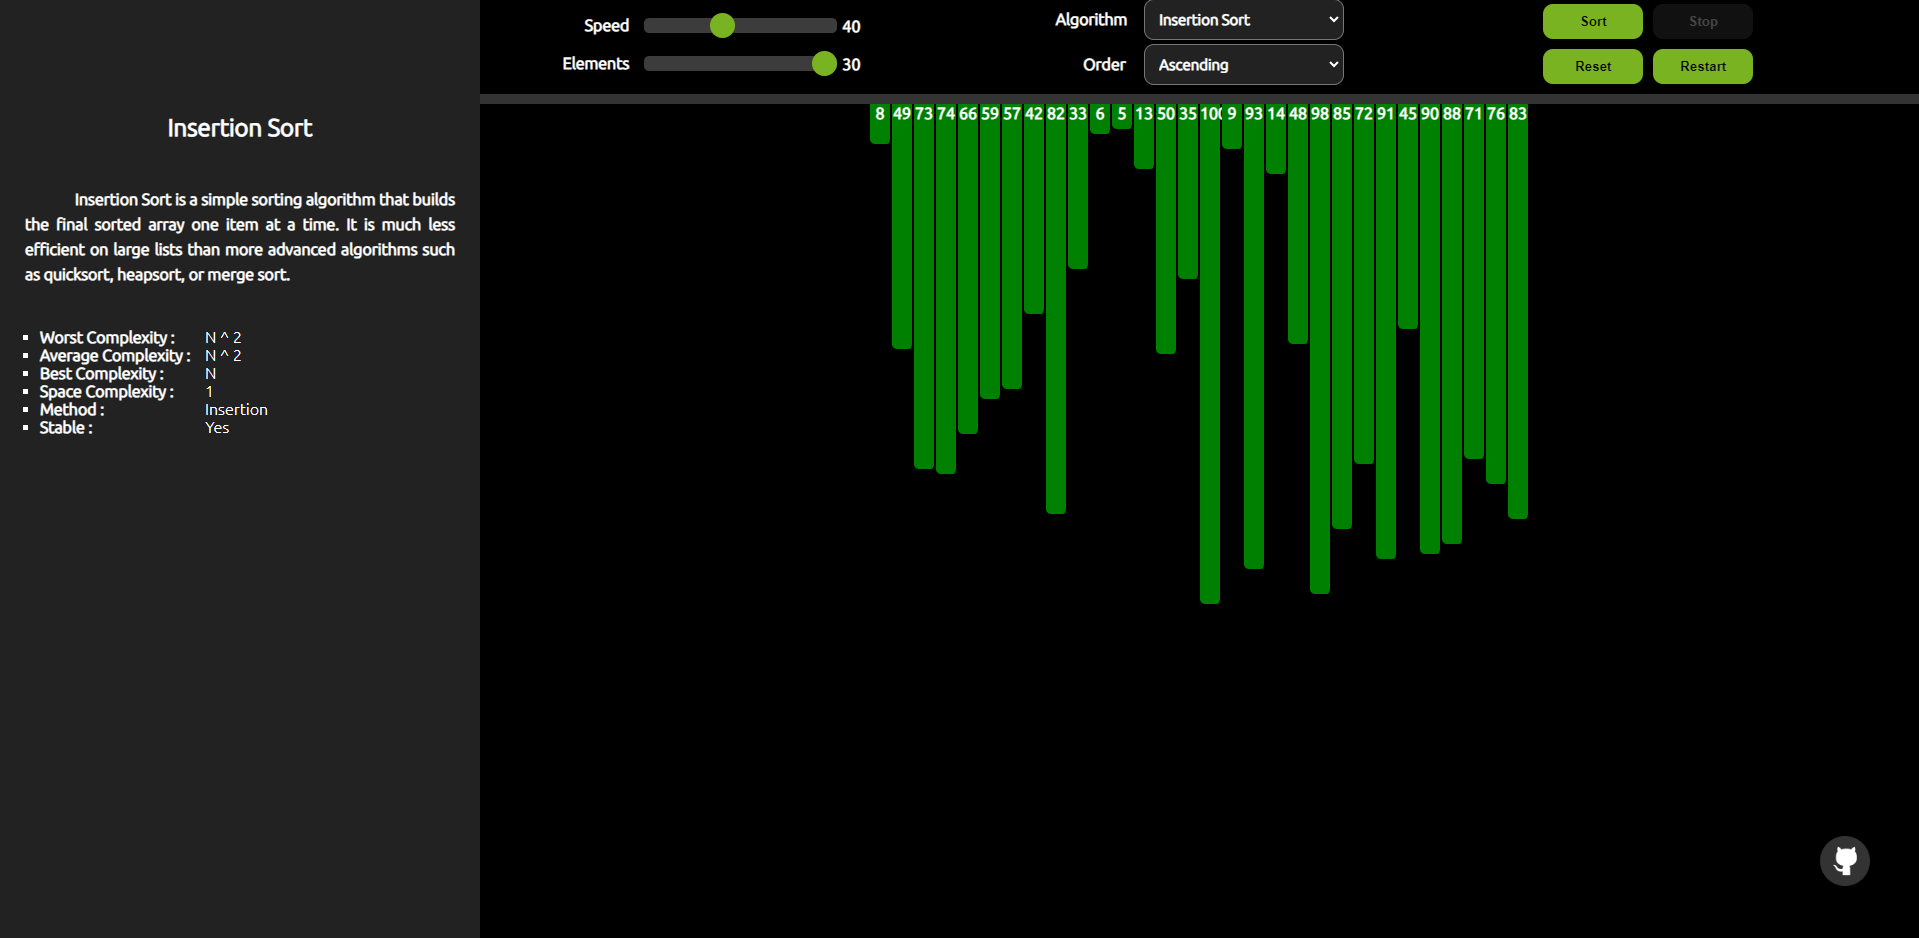 Speed 40 Algorithm Insertion Sort Sort Stop
Elements 30 Order Ascending Reset Restart
Insertion Sort
Insertion Sort is a simple sorting algorithm that builds
the final sorted array one item at a time. It is much less
efficient on large lists than more advanced algorithms such
as quicksort, heapsort, or merge sort.
Worst Complexity : N ^ 2
Average Complexity : N ^ 2
Best Complexity : N
Space Complexity : 1
Method : Insertion
Stable : Yes
8 49 73 74 66 59 57 42 82 33 6 5 13 50 35 100 9 93 14 48 98 85 72 91 45 90 88 71 76 83